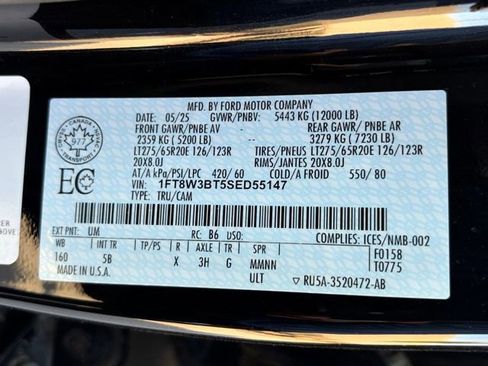 MFD. BY FORD MOTOR COMPANY
DATE: 05/25 GVWR/PNBV: 5443 KG (12000 LB)
FRONT GAWR/PNBE AV REAR GAWR / PNBE AR
2359 KG ( 5200 LB) 3279 KG ( 7230 LB)
LT275/65R20E 126/123R TIRES/PNEUS LT275/65R20E 126/123R
20X8.0J RIMS/JANTES 20X8.0J
AT/A kPa/PSI/LPC 420/ 60 550/ 80
VIN: 1FT8W3BT5SED55147
TYPE: TRU/CAM
CANADA
977
EC
EXT PNT: UM RC: B6 DSO: COMPLIES: ICES/NMB-002
WB INT TR TP/PS R AXLE TR SPR F0158
160 5B X 3H G MMNN T0775
MADE IN U.S.A. ULT ▽ RU5A-3520472-AB